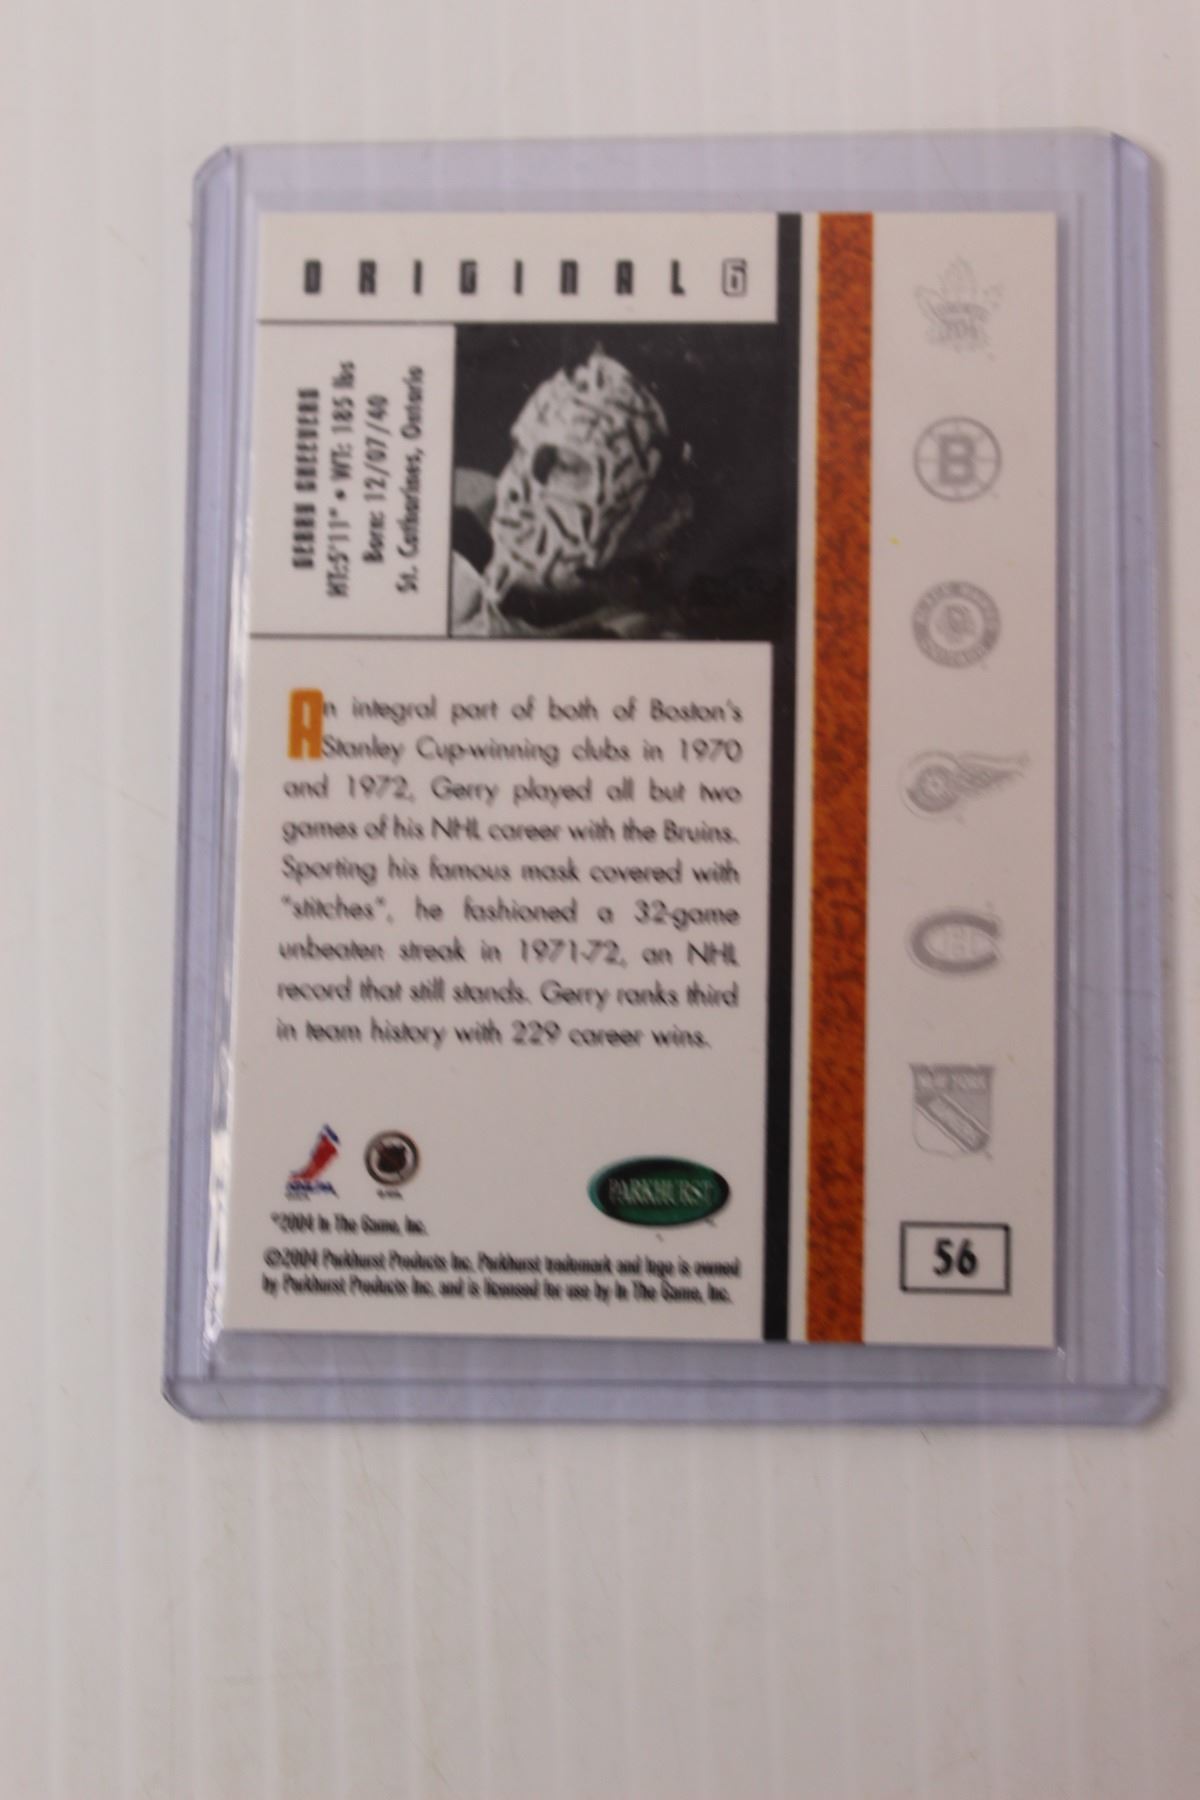 ORIGINAL 6
GERRY CHEEVERS
HT:5'11" • WT: 185 lbs
Born: 12/07/40
St. Catharines, Ontario
An integral part of both of Boston's
Stanley Cup-winning clubs in 1970
and 1972, Gerry played all but two
games of his NHL career with the Bruins.
Sporting his famous mask covered with
"stitches", he fashioned a 32-game
unbeaten streak in 1971-72, an NHL
record that still stands. Gerry ranks third
in team history with 229 career wins.
PARKHURST
©2004 In The Game, Inc.
©2004 Parkhurst Products Inc. Parkhurst trademark and logo is owned
by Parkhurst Products Inc. and is licensed for use by In The Game, Inc.
B
C
NEW YORK
56